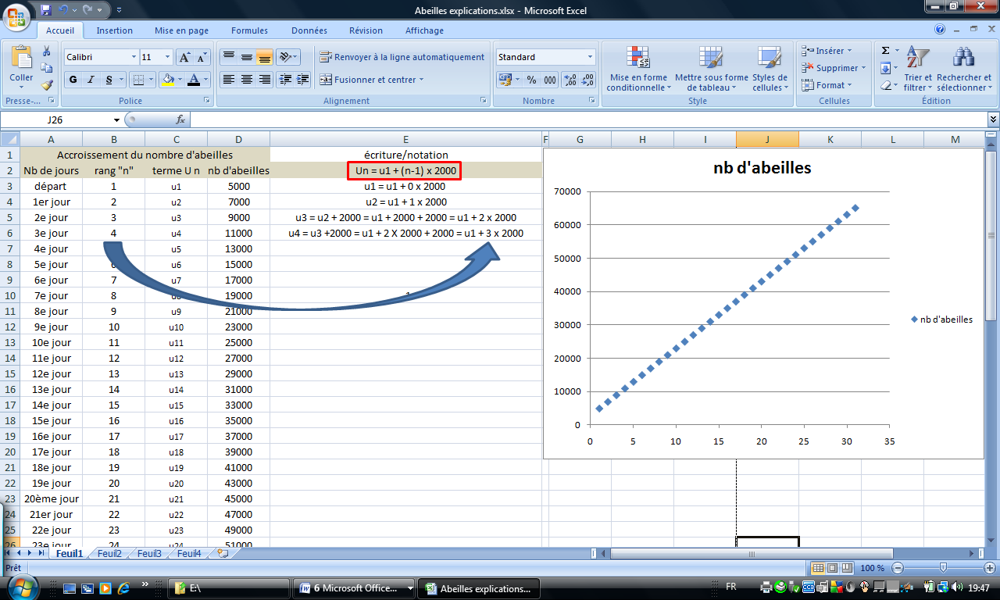 Abeilles explications.xlsx - Microsoft Excel
Accueil Insertion Mise en page Formules Données Révision Affichage
Coller
Calibri 11
Renvoyer à la ligne automatiquement
Standard
G I S
Fusionner et centrer
% 000
Mise en forme conditionnelle
Mettre sous forme de tableau
Styles de cellules
Insérer
Supprimer
Format
Σ
Trier et filtrer
Rechercher et sélectionner
Presse-... Police Alignement Nombre Style Cellules Édition
J26 fx
A B C D E F G H I J K L M
1 Accroissement du nombre d'abeilles écriture/notation
2 Nb de jours rang "n" terme U n nb d'abeilles Un = u1 + (n-1) x 2000
3 départ 1 u1 5000 u1 = u1 + 0 x 2000
4 1er jour 2 u2 7000 u2 = u1 + 1 x 2000
5 2e jour 3 u3 9000 u3 = u2 + 2000 = u1 + 2000 + 2000 = u1 + 2 x 2000
6 3e jour 4 u4 11000 u4 = u3 +2000 = u1 + 2 X 2000 + 2000 = u1 + 3 x 2000
7 4e jour u5 13000
8 5e jour 6 u6 15000
9 6e jour 7 u7 17000
10 7e jour 8 u8 19000
11 8e jour 9 u9 21000
12 9e jour 10 u10 23000
13 10e jour 11 u11 25000
14 11e jour 12 u12 27000
15 12e jour 13 u13 29000
16 13e jour 14 u14 31000
17 14e jour 15 u15 33000
18 15e jour 16 u16 35000
19 16e jour 17 u17 37000
20 17e jour 18 u18 39000
21 18e jour 19 u19 41000
22 19e jour 20 u20 43000
23 20ème jour 21 u21 45000
24 21er jour 22 u22 47000
25 22e jour 23 u23 49000
26 23e jour 24 u24 51000
nb d'abeilles
70000
60000
50000
40000
30000
20000
10000
0
0 5 10 15 20 25 30 35
nb d'abeilles
Feuil1 Feuil2 Feuil3 Feuil4
Prêt 100 %
E:\ 6 Microsoft Office... Abeilles explications... FR 19:47